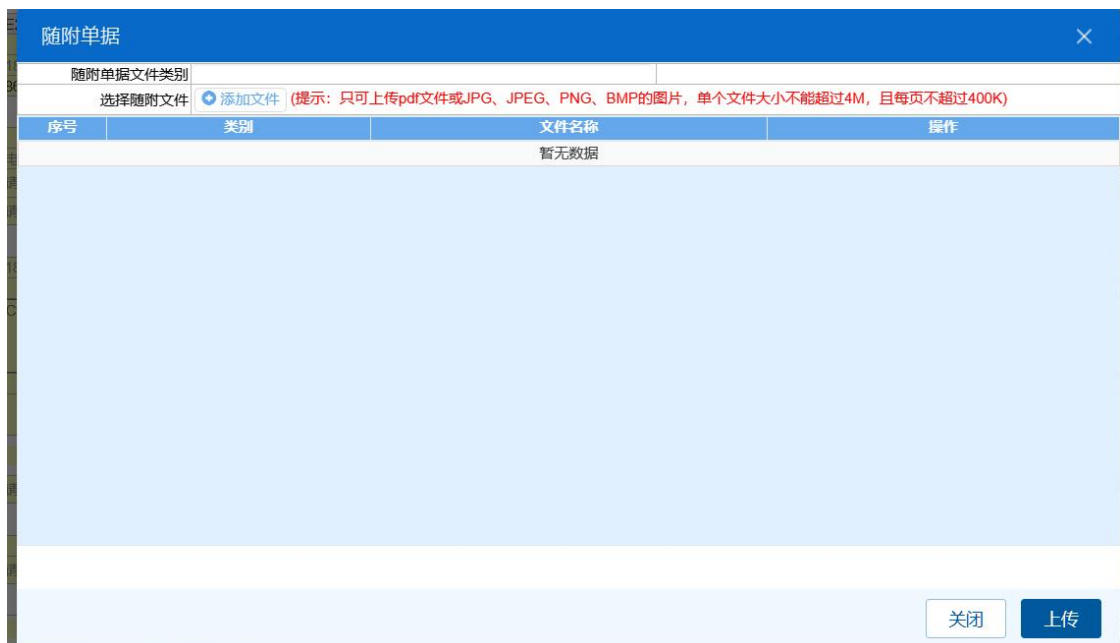 随附单据
随附单据文件类别
选择随附文件 添加文件 (提示：只可上传pdf文件或JPG、JPEG、PNG、BMP的图片，单个文件大小不能超过4M，且每页不超过400K)
序号 类别 文件名称 操作
暂无数据
关闭 上传